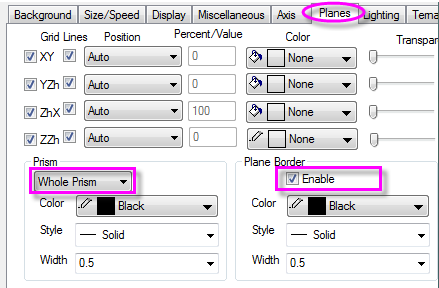 Background Size/Speed Display Miscellaneous Axis Planes Lighting Tema
Grid Lines Position Percent/Value Color Transpar
XY Auto 0 None
YZh Auto 0 None
ZhX Auto 100 None
ZZh Auto 0 None
Prism Plane Border
Whole Prism Enable
Color Black Color Black
Style Solid Style Solid
Width 0.5 Width 0.5